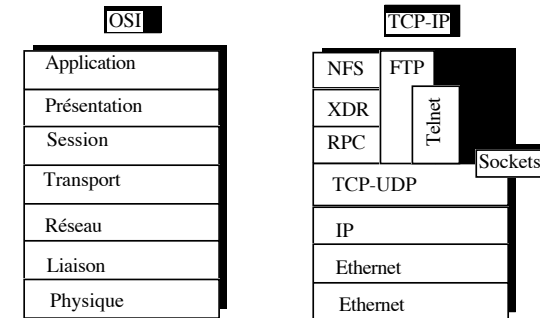 OSI
Application
Présentation
Session
Transport
Réseau
Liaison
Physique
TCP-IP
NFS
FTP
XDR
Telnet
RPC
Sockets
TCP-UDP
IP
Ethernet
Ethernet